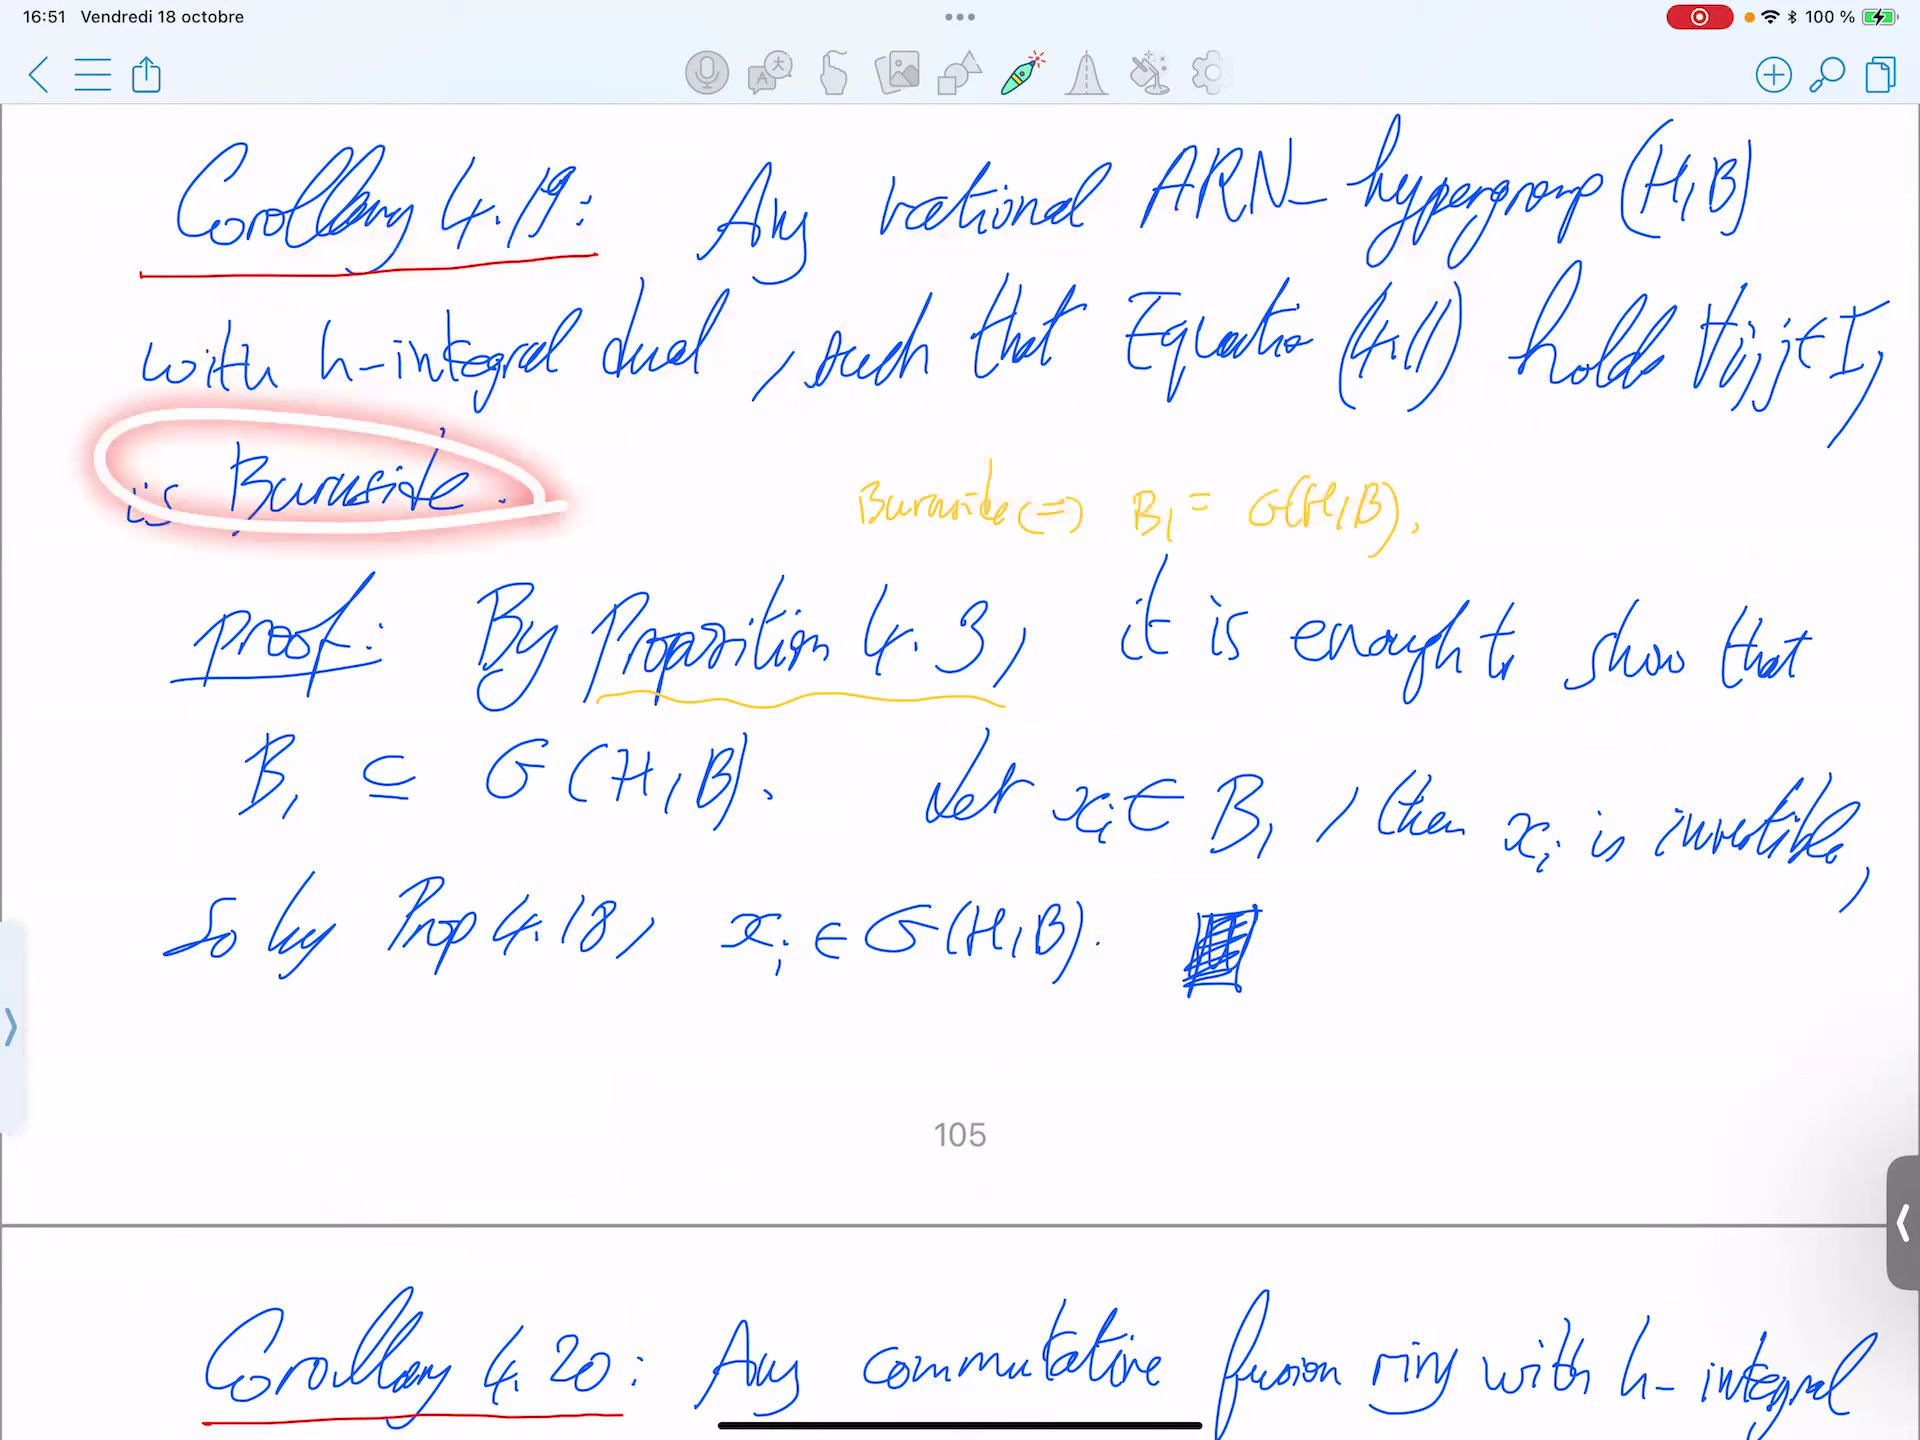 16:51 Vendredi 18 octobre
100 %
Corollary 4.19: Any rational ARN-hypergroup (H,B)
with h-integral dual, such that Equation (4.11) holds ∀i,j∈I,
is Burnside.
Burnside ⇔ B₁ = G(H,B).
proof: By Proposition 4.3, it is enough to show that
B₁ ⊆ G(H,B). Let xᵢ ∈ B₁, then xᵢ is invertible,
So by Prop 4.18, xᵢ ∈ G(H,B).
105
Corollary 4.20: Any commutative fusion ring with h-integral